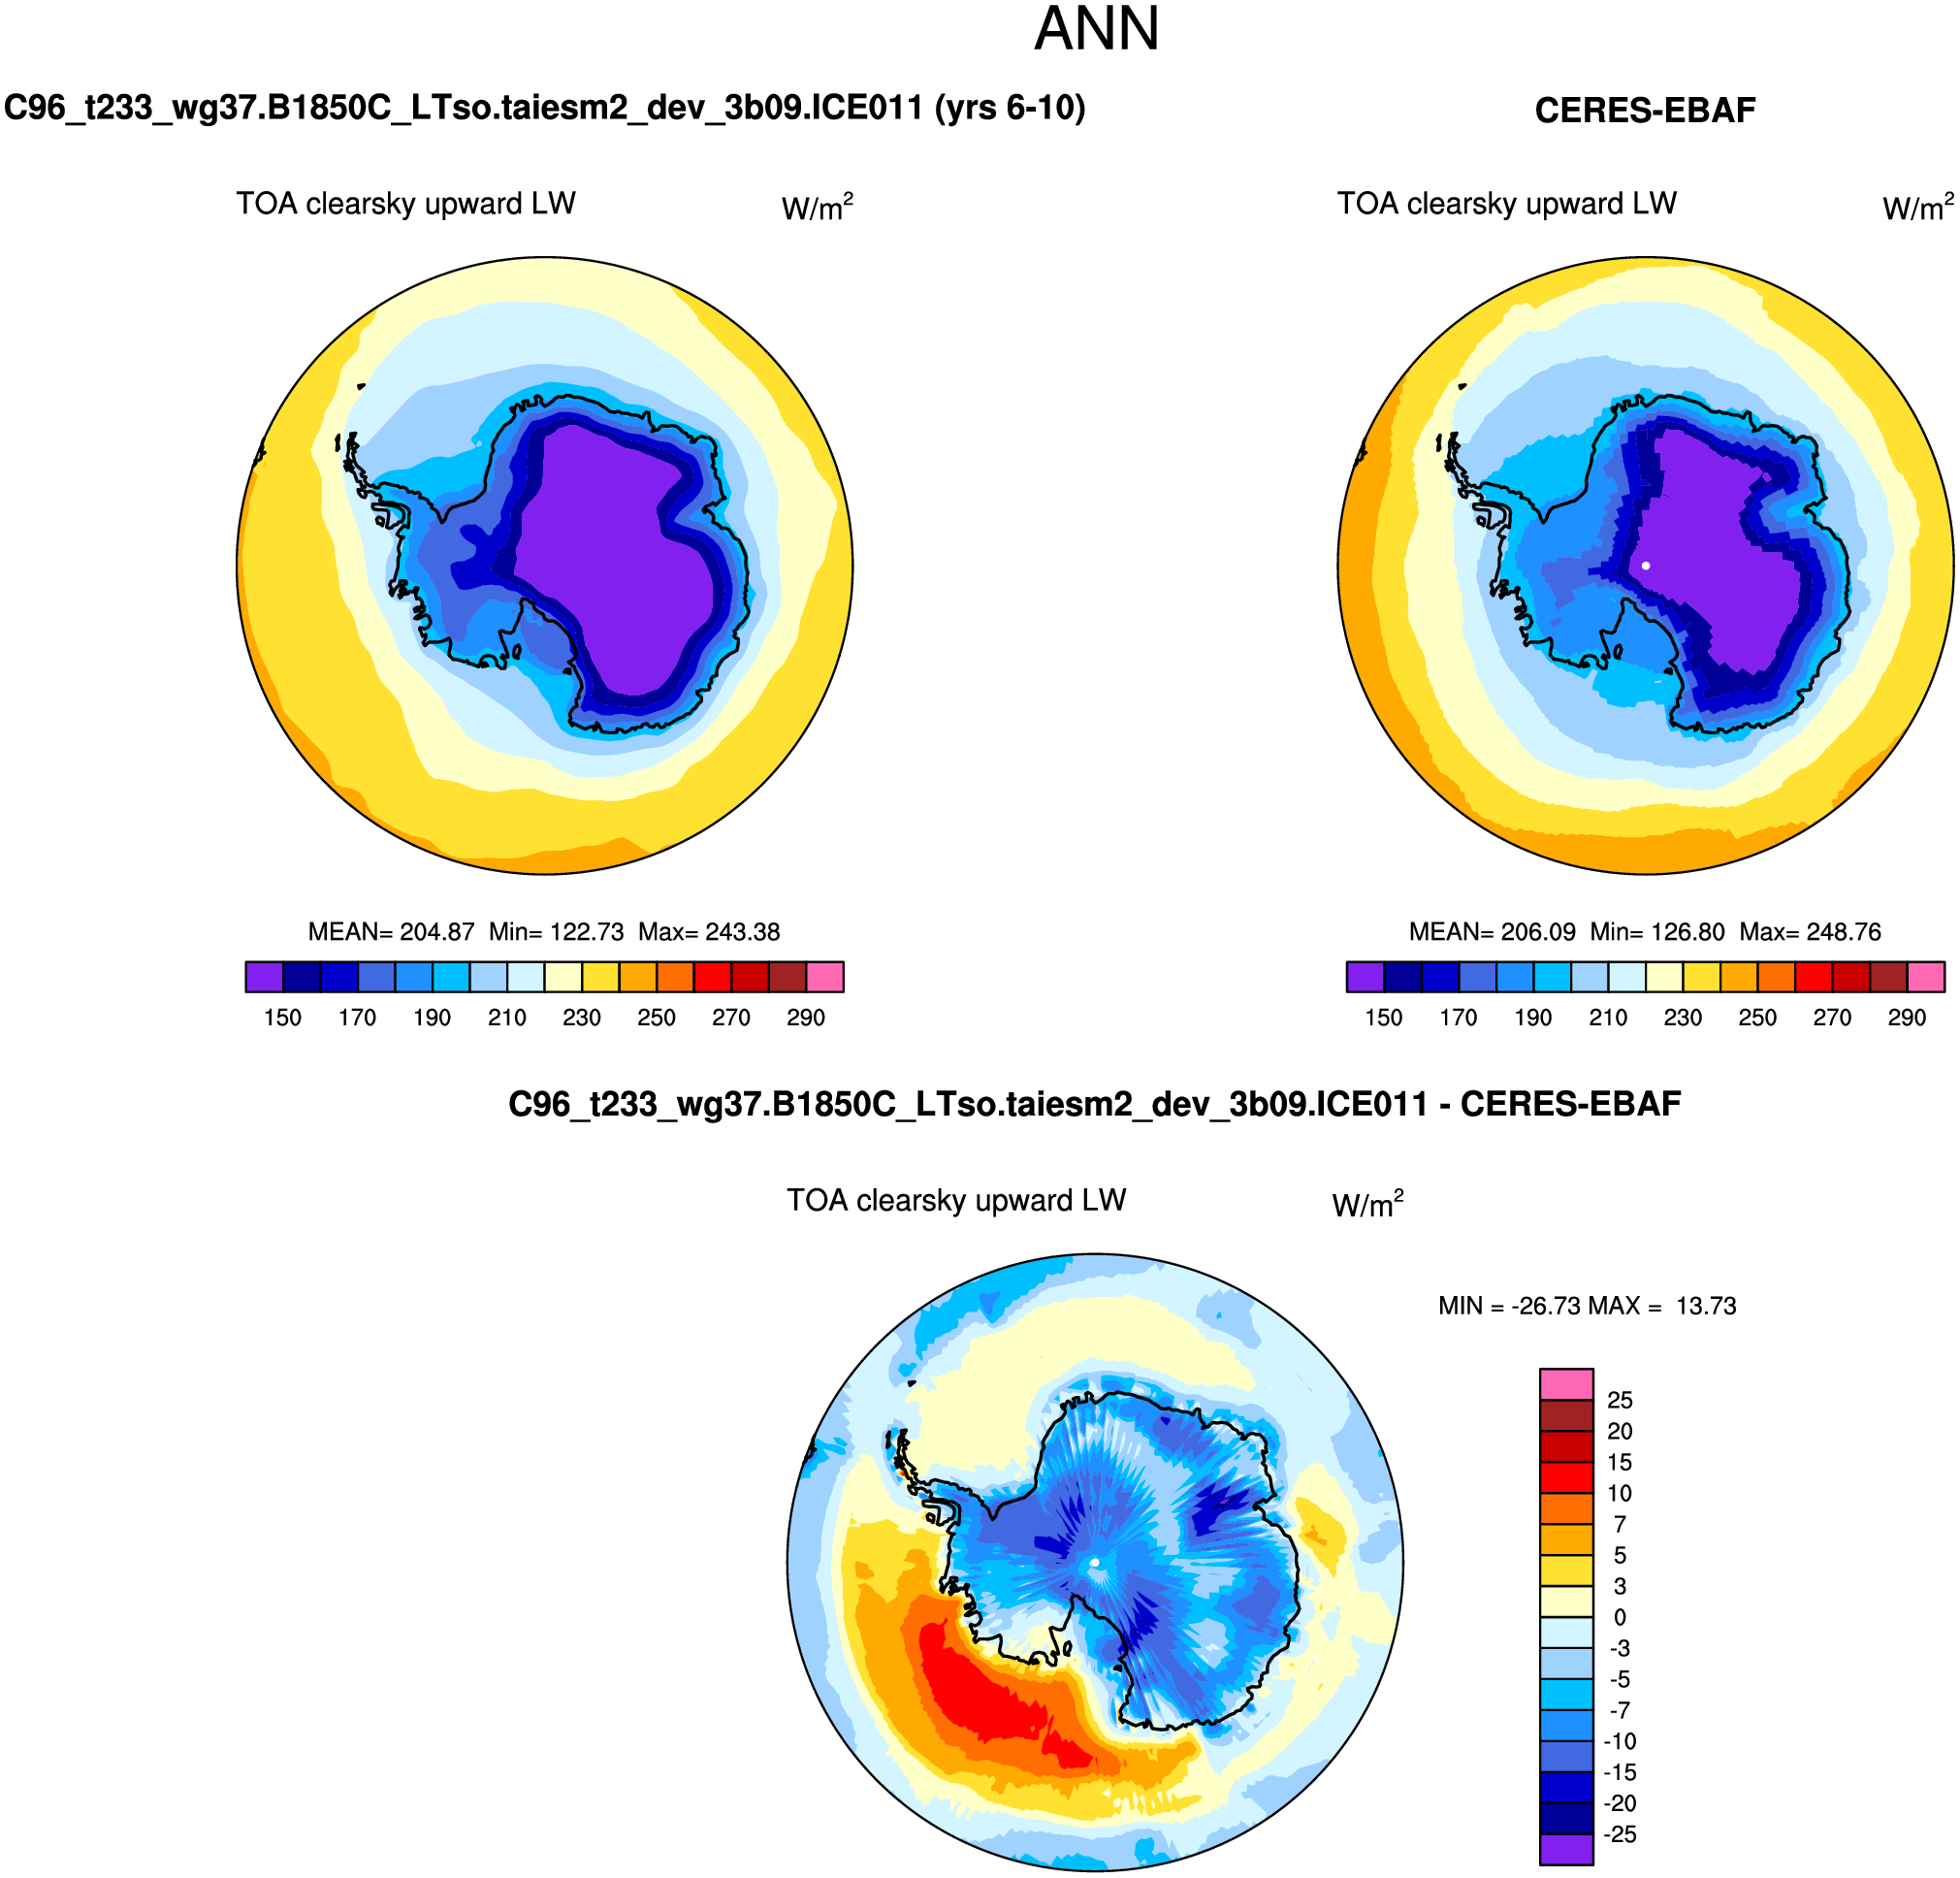 ANN
C96_t233_wg37.B1850C_LTso.taiesm2_dev_3b09.ICE011 (yrs 6-10)
CERES-EBAF
TOA clearsky upward LW W/m²
TOA clearsky upward LW W/m²
MEAN= 204.87 Min= 122.73 Max= 243.38
MEAN= 206.09 Min= 126.80 Max= 248.76
150 170 190 210 230 250 270 290
150 170 190 210 230 250 270 290
C96_t233_wg37.B1850C_LTso.taiesm2_dev_3b09.ICE011 - CERES-EBAF
TOA clearsky upward LW W/m²
MIN = -26.73 MAX = 13.73
25
20
15
10
7
5
3
0
-3
-5
-7
-10
-15
-20
-25